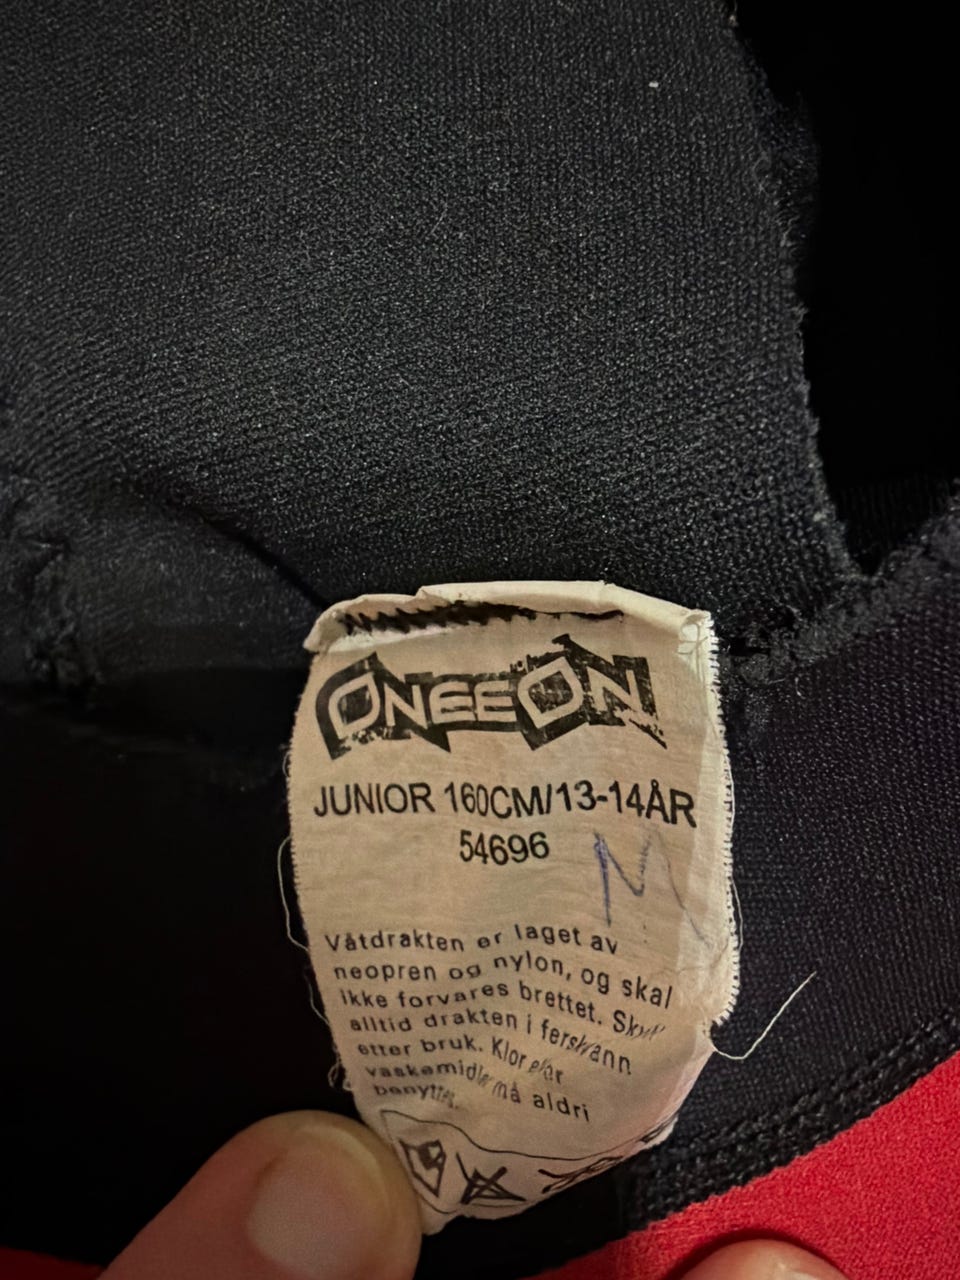 ONEEON
JUNIOR 160CM/13-14ÅR
54696
M
Våtdrakten er laget av
neopren og nylon, og skal
ikke forvares brettet. Skyll
alltid drakten i ferskvann
etter bruk. Klor eller
vaskemidler må aldri
benyttes.